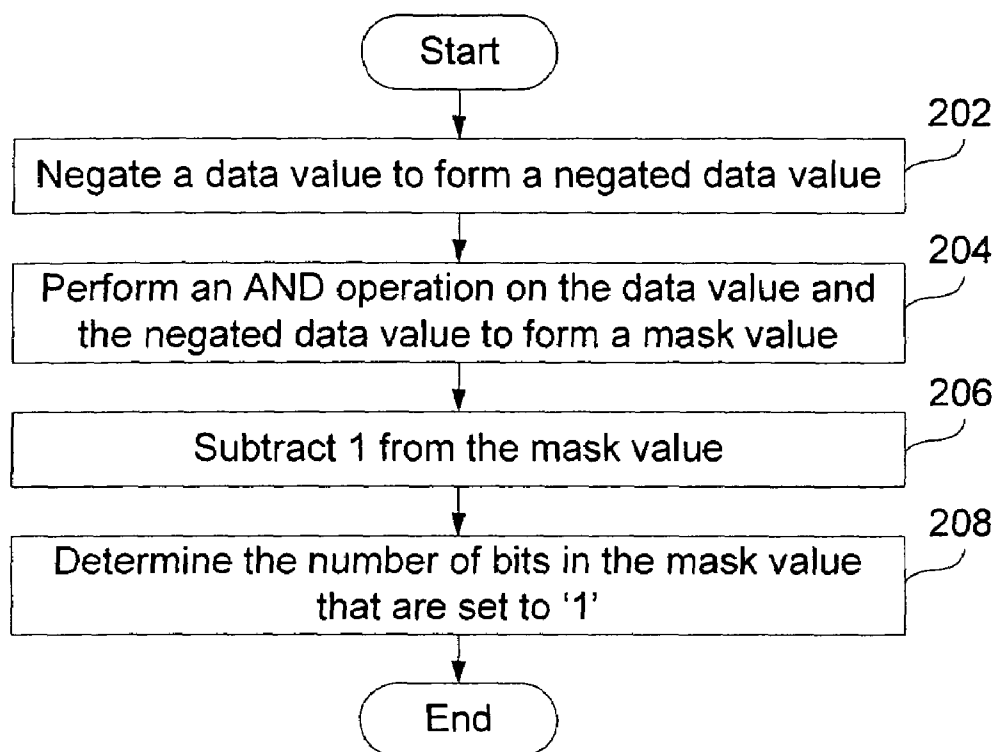 Start
202
Negate a data value to form a negated data value
204
Perform an AND operation on the data value and
the negated data value to form a mask value
206
Subtract 1 from the mask value
208
Determine the number of bits in the mask value
that are set to ‘1’
End